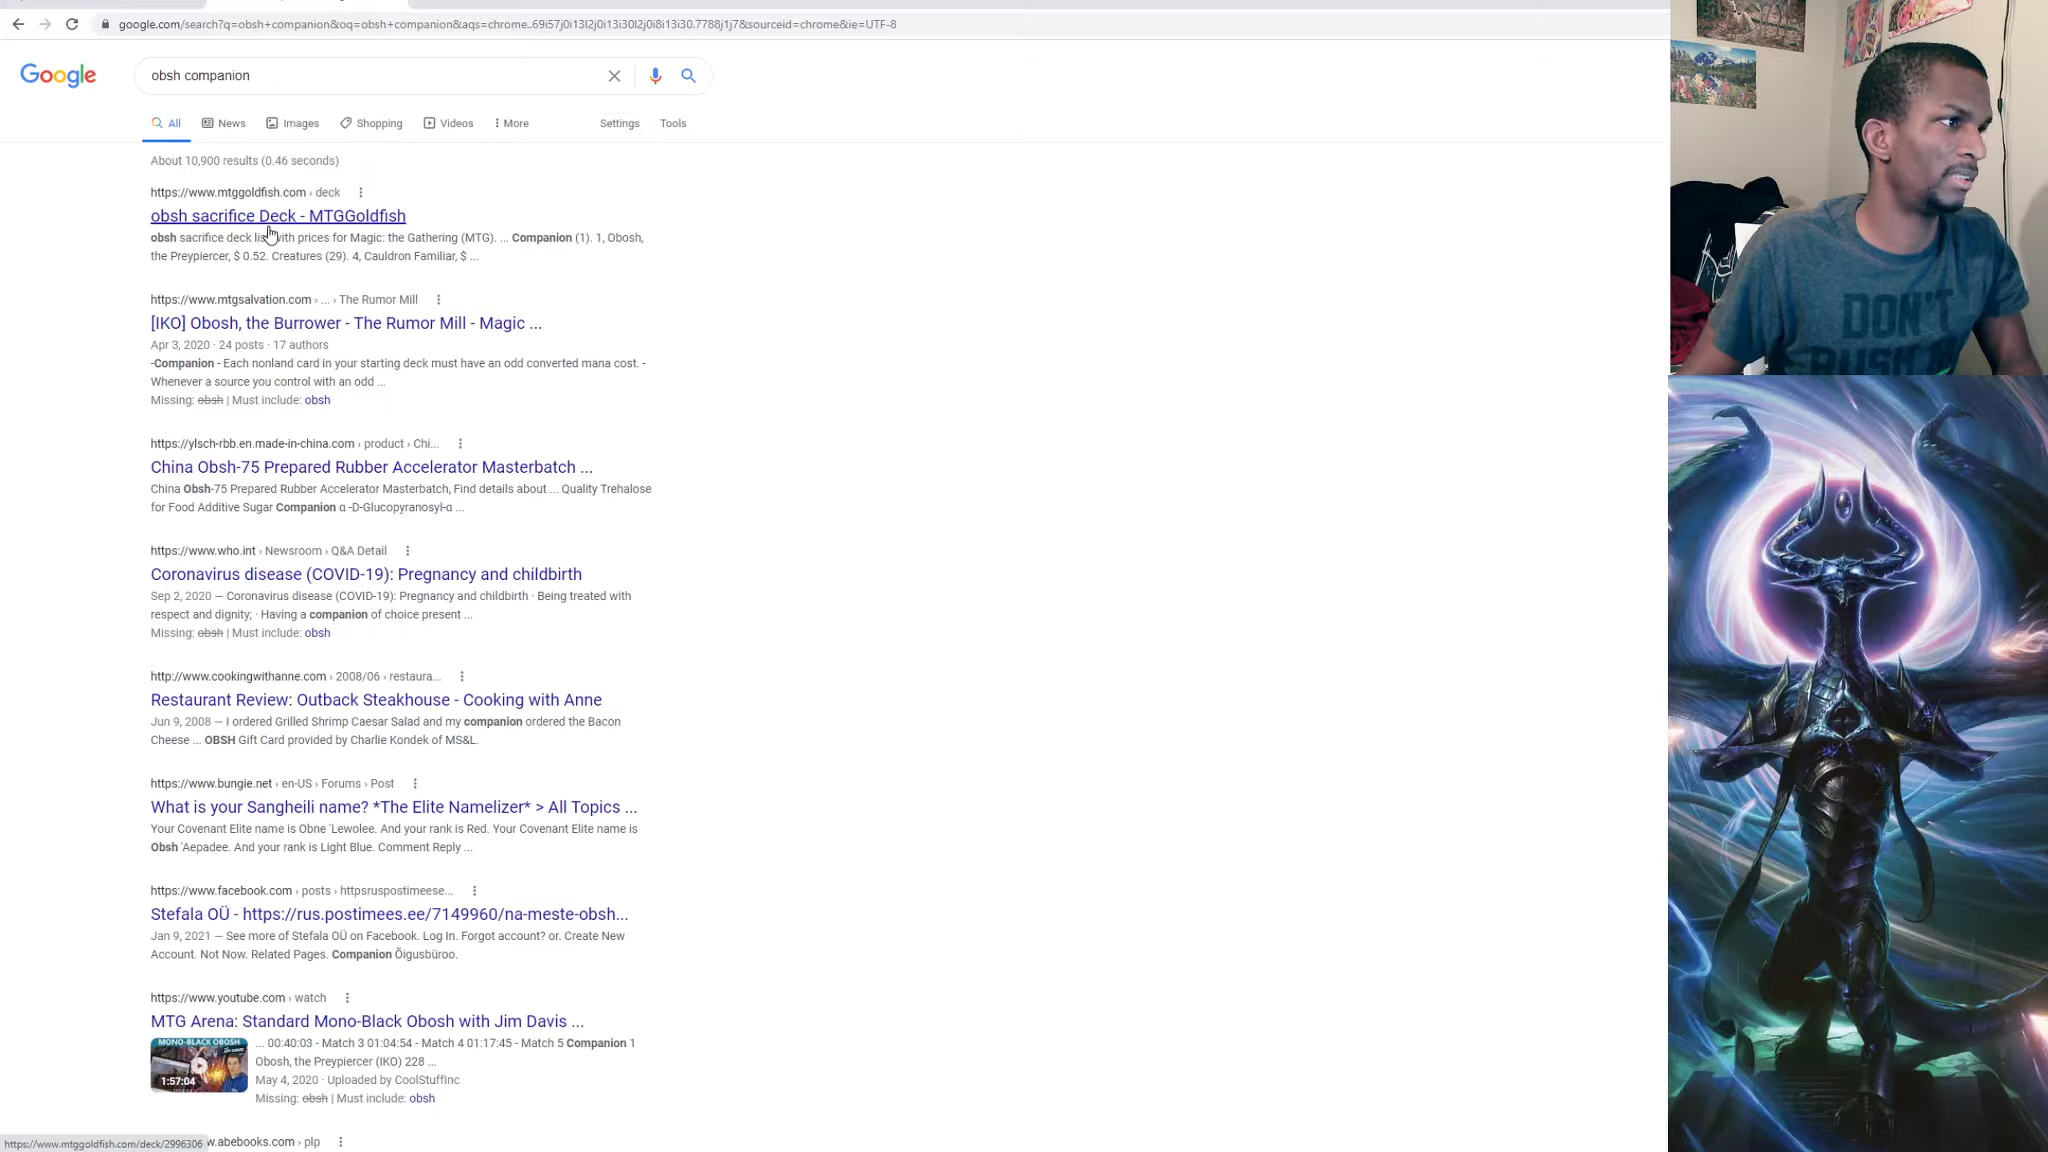 google.com/search?q=obsh+companion&oq=obsh+companion&aqs=chrome..69i57j0i13l2j0i13i30l2j0i8i13i30.7788j1j7&sourceid=chrome&ie=UTF-8
Google
obsh companion
All News Images Shopping Videos More Settings Tools
About 10,900 results (0.46 seconds)
https://www.mtggoldfish.com › deck
obsh sacrifice Deck - MTGGoldfish
obsh sacrifice deck list with prices for Magic: the Gathering (MTG). ... Companion (1). 1, Obosh,
the Preypiercer, $ 0.52. Creatures (29). 4, Cauldron Familiar, $ ...
https://www.mtgsalvation.com › ... › The Rumor Mill
[IKO] Obosh, the Burrower - The Rumor Mill - Magic ...
Apr 3, 2020 · 24 posts · 17 authors
-Companion - Each nonland card in your starting deck must have an odd converted mana cost. -
Whenever a source you control with an odd ...
Missing: obsh | Must include: obsh
https://ylsch-rbb.en.made-in-china.com › product › Chi...
China Obsh-75 Prepared Rubber Accelerator Masterbatch ...
China Obsh-75 Prepared Rubber Accelerator Masterbatch, Find details about ... Quality Trehalose
for Food Additive Sugar Companion α -D-Glucopyranosyl-α ...
https://www.who.int › Newsroom › Q&A Detail
Coronavirus disease (COVID-19): Pregnancy and childbirth
Sep 2, 2020 — Coronavirus disease (COVID-19): Pregnancy and childbirth · Being treated with
respect and dignity; · Having a companion of choice present ...
Missing: obsh | Must include: obsh
http://www.cookingwithanne.com › 2008/06 › restaura...
Restaurant Review: Outback Steakhouse - Cooking with Anne
Jun 9, 2008 — I ordered Grilled Shrimp Caesar Salad and my companion ordered the Bacon
Cheese ... OBSH Gift Card provided by Charlie Kondek of MS&L.
https://www.bungie.net › en-US › Forums › Post
What is your Sangheili name? *The Elite Namelizer* > All Topics ...
Your Covenant Elite name is Obne 'Lewolee. And your rank is Red. Your Covenant Elite name is
Obsh 'Aepadee. And your rank is Light Blue. Comment Reply ...
https://www.facebook.com › posts › httpsruspostimeese...
Stefala OÜ - https://rus.postimees.ee/7149960/na-meste-obsh...
Jan 9, 2021 — See more of Stefala OÜ on Facebook. Log In. Forgot account? or. Create New
Account. Not Now. Related Pages. Companion Õigusbüroo.
https://www.youtube.com › watch
MTG Arena: Standard Mono-Black Obosh with Jim Davis ...
MONO-BLACK OBOSH
1:57:04
... 00:40:03 - Match 3 01:04:54 - Match 4 01:17:45 - Match 5 Companion 1
Obosh, the Preypiercer (IKO) 228 ...
May 4, 2020 · Uploaded by CoolStuffInc
Missing: obsh | Must include: obsh
https://www.mtggoldfish.com/deck/2996306
w.abebooks.com › plp
DON'T
RUSH